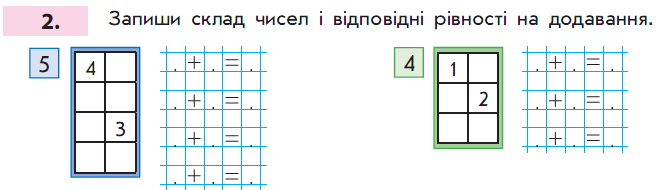 2. Запиши склад чисел і відповідні рівності на додавання.
5 4 . + . = . 4 1 . + . = .
. + . = . 2 . + . = .
3 . + . = . . + . = .
. + . = .